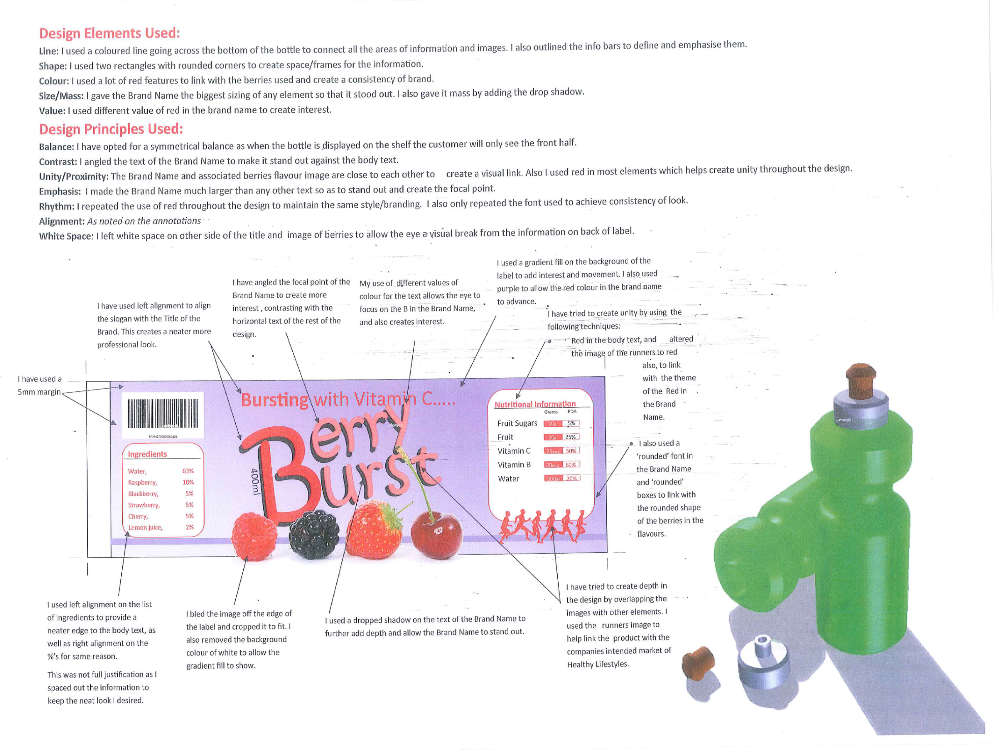 Design Elements Used:
Line: I used a coloured line going across the bottom of the bottle to connect all the areas of information and images. I also outlined the info bars to define and emphasise them.
Shape: I used two rectangles with rounded corners to create space/frames for the information.
Colour: I used a lot of red features to link with the berries used and create a consistency of brand.
Size/Mass: I gave the Brand Name the biggest sizing of any element so that it stood out. I also gave it mass by adding the drop shadow.
Value: I used different value of red in the brand name to create interest.
Design Principles Used:
Balance: I have opted for a symmetrical balance as when the bottle is displayed on the shelf the customer will only see the front half.
Contrast: I angled the text of the Brand Name to make it stand out against the body text.
Unity/Proximity: The Brand Name and associated berries flavour image are close to each other to create a visual link. Also I used red in most elements which helps create unity throughout the design.
Emphasis: I made the Brand Name much larger than any other text so as to stand out and create the focal point.
Rhythm: I repeated the use of red throughout the design to maintain the same style/branding. I also only repeated the font used to achieve consistency of look.
Alignment: As noted on the annotations
White Space: I left white space on other side of the title and image of berries to allow the eye a visual break from the information on back of label.
I have used left alignment to align
the slogan with the Title of the
Brand. This creates a neater more
professional look.
I have angled the focal point of the
Brand Name to create more
interest , contrasting with the
horizontal text of the rest of the
design.
My use of different values of
colour for the text allows the eye to
focus on the B in the Brand Name,
and also creates interest.
I used a gradient fill on the background of the
label to add interest and movement. I also used
purple to allow the red colour in the brand name
to advance.
I have tried to create unity by using the
following techniques:
• Red in the body text, and altered
the image of the runners to red
also, to link
with the theme
of the Red in
the Brand
Name.
• I also used a
'rounded' font in
the Brand Name
and 'rounded'
boxes to link with
the rounded shape
of the berries in the
flavours.
I have used a
5mm margin
Ingredients
Water, 63%
Raspberry, 10%
Blackberry, 5%
Strawberry, 5%
Cherry, 5%
Lemon juice, 2%
Bursting with Vitamin C.....
Berry
Burst
400ml
Nutritional Information
Grams PDA
Fruit Sugars 10g 5%
Fruit 10g 25%
Vitamin C 25mcg 50%
Vitamin B 20mcg 60%
Water 300ml 20%
I used left alignment on the list
of ingredients to provide a
neater edge to the body text, as
well as right alignment on the
%'s for same reason.
This was not full justification as I
spaced out the information to
keep the neat look I desired.
I bled the image off the edge of
the label and cropped it to fit. I
also removed the background
colour of white to allow the
gradient fill to show.
I used a dropped shadow on the text of the Brand Name to
further add depth and allow the Brand Name to stand out.
I have tried to create depth in
the design by overlapping the
images with other elements. I
used the runners image to
help link the product with the
companies intended market of
Healthy Lifestyles.